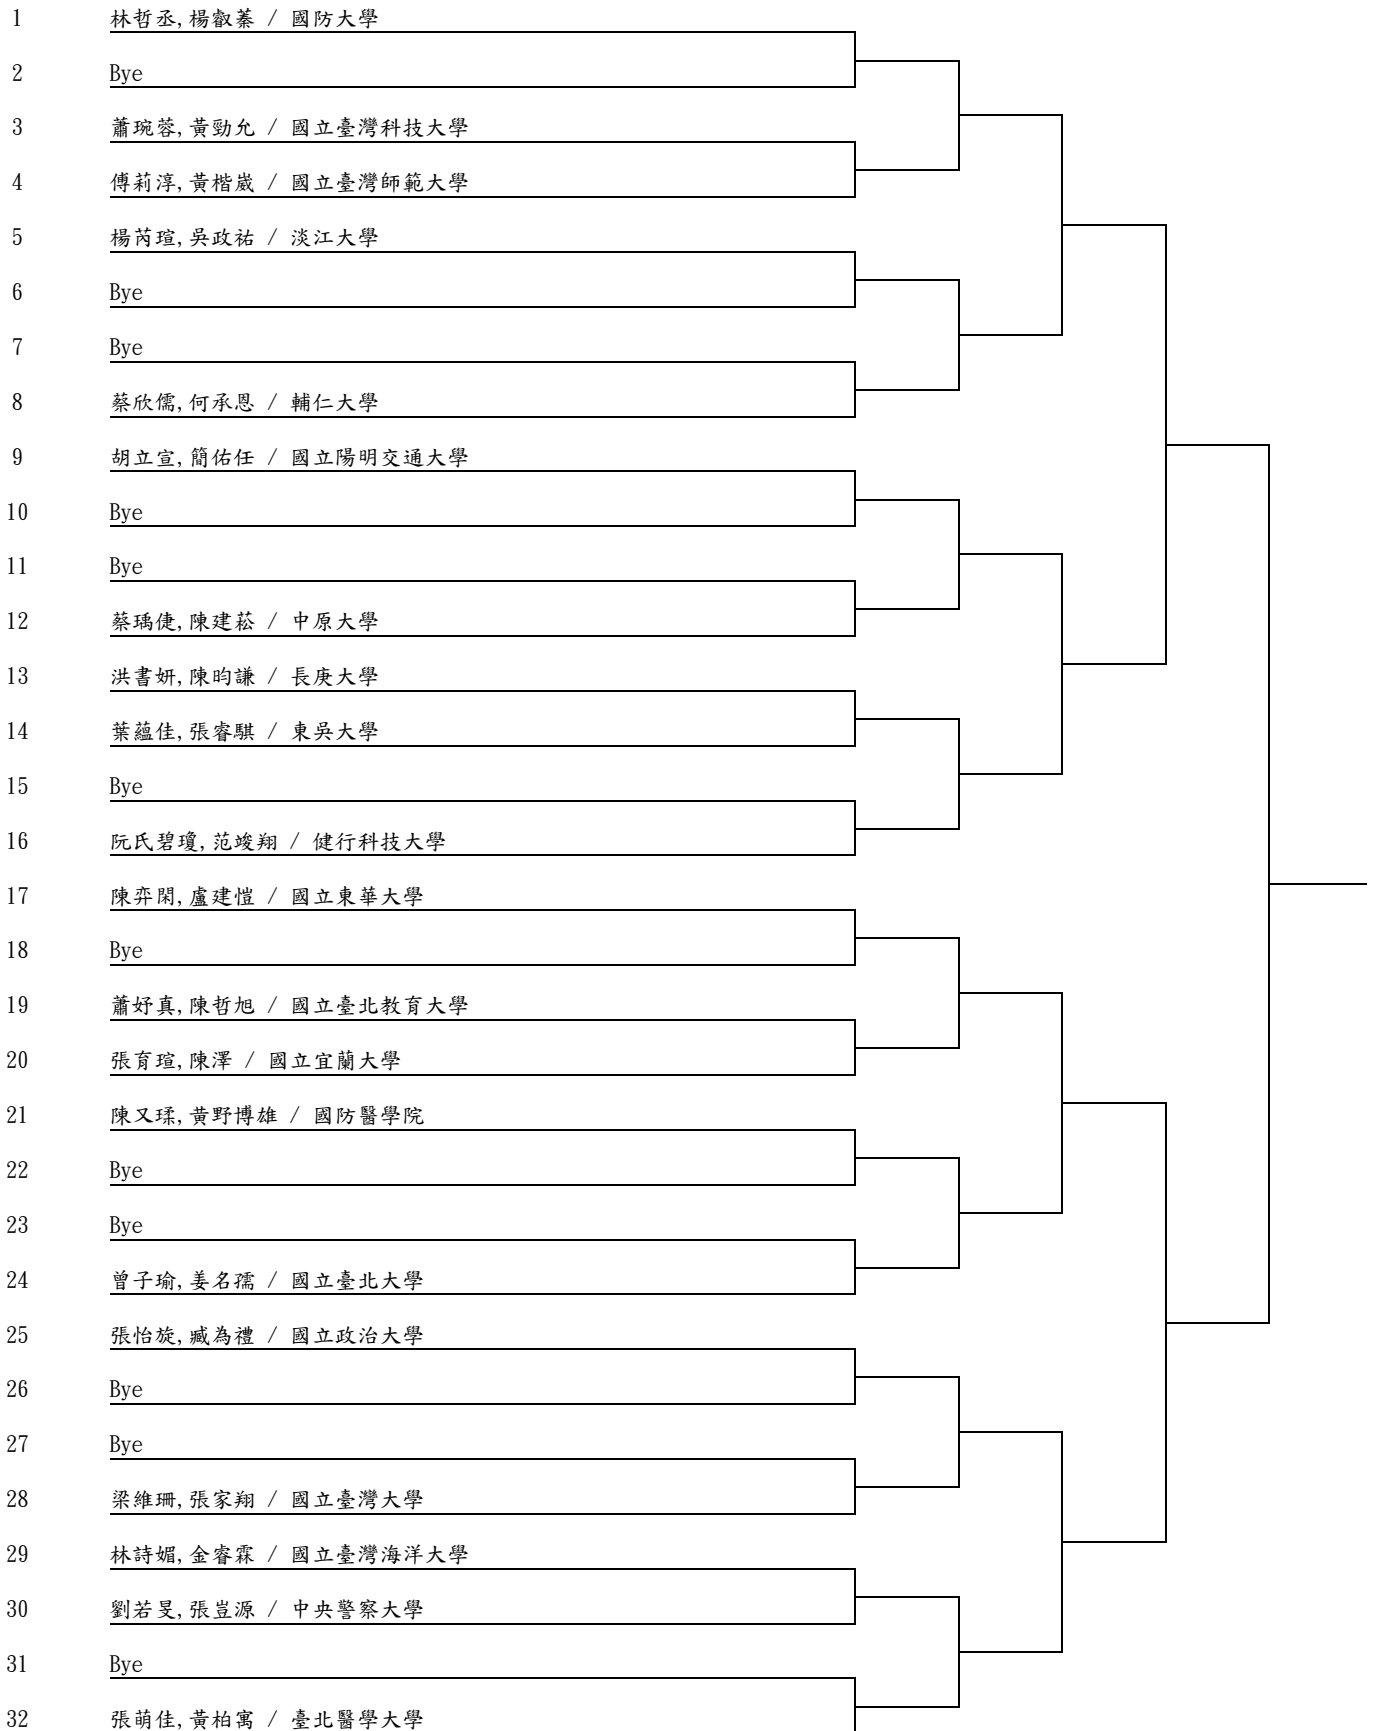 1 林哲丞,楊叡蓁 / 國防大學
2 Bye
3 蕭琬蓉,黃勁允 / 國立臺灣科技大學
4 傅莉淳,黃楷崴 / 國立臺灣師範大學
5 楊芮瑄,吳政祐 / 淡江大學
6 Bye
7 Bye
8 蔡欣儒,何承恩 / 輔仁大學
9 胡立宣,簡佑任 / 國立陽明交通大學
10 Bye
11 Bye
12 蔡瑀倢,陳建菘 / 中原大學
13 洪書妍,陳昀謙 / 長庚大學
14 葉蘊佳,張睿騏 / 東吳大學
15 Bye
16 阮氏碧瓊,范竣翔 / 健行科技大學
17 陳弈閑,盧建愷 / 國立東華大學
18 Bye
19 蕭妤真,陳哲旭 / 國立臺北教育大學
20 張育瑄,陳澤 / 國立宜蘭大學
21 陳又瑈,黃野博雄 / 國防醫學院
22 Bye
23 Bye
24 曾子瑜,姜名孺 / 國立臺北大學
25 張怡旋,臧為禮 / 國立政治大學
26 Bye
27 Bye
28 梁維珊,張家翔 / 國立臺灣大學
29 林詩媚,金睿霖 / 國立臺灣海洋大學
30 劉若旻,張豈源 / 中央警察大學
31 Bye
32 張萌佳,黃柏寓 / 臺北醫學大學